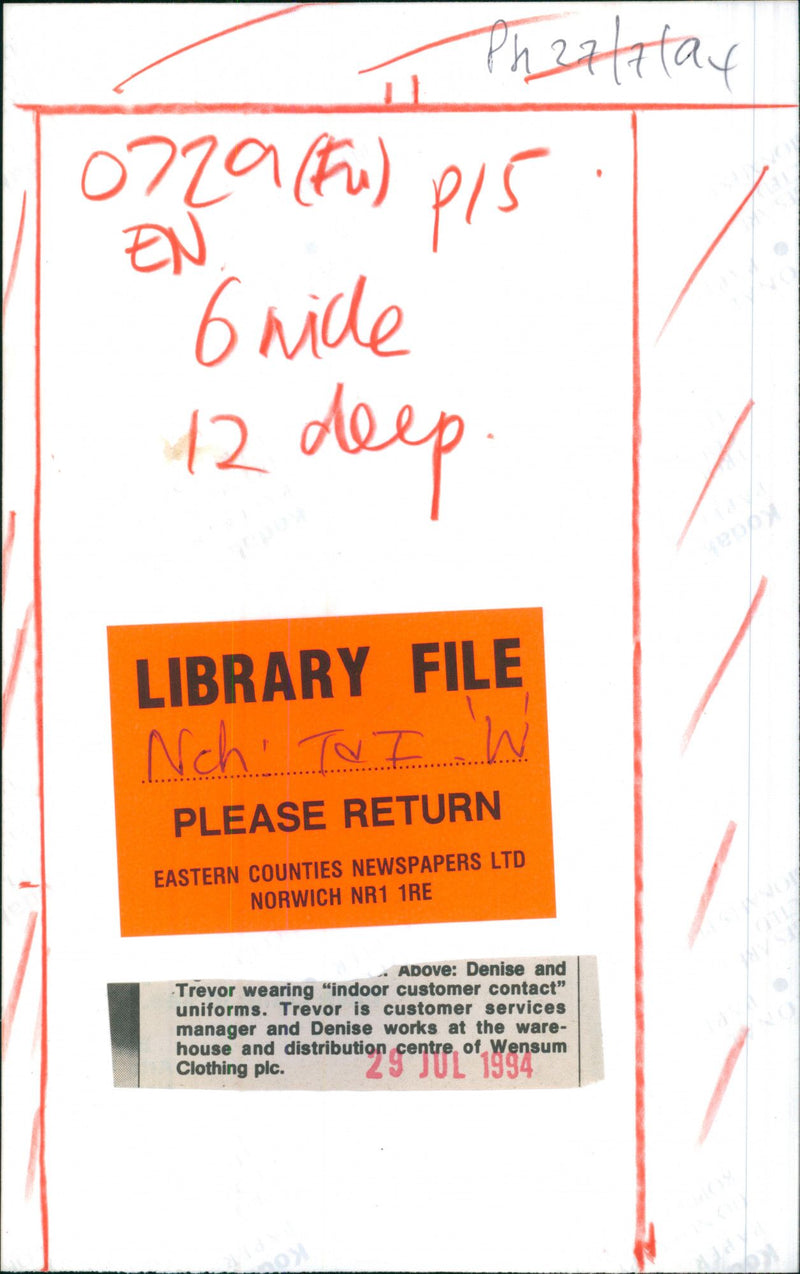 Ph 27/7/94
0729 (Fri) p15.
EN
6 wide
12 deep.
LIBRARY FILE
Nch: T&I - 'W'
PLEASE RETURN
EASTERN COUNTIES NEWSPAPERS LTD
NORWICH NR1 1RE
Above: Denise and
Trevor wearing “indoor customer contact”
uniforms. Trevor is customer services
manager and Denise works at the ware-
house and distribution centre of Wensum
Clothing plc.
29 JUL 1994